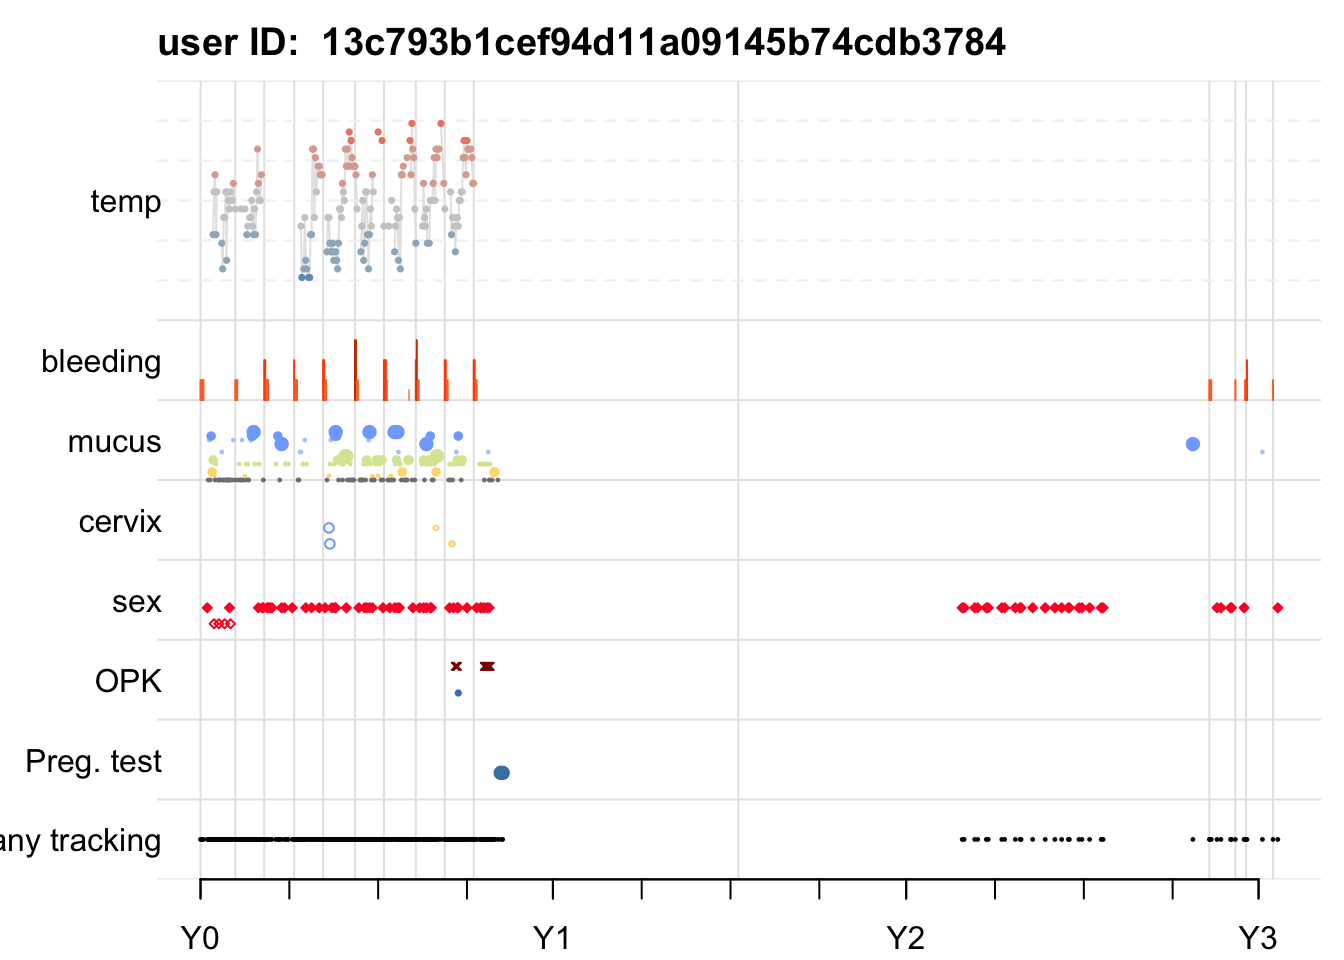 user ID:  13c793b1cef94d11a09145b74cdb3784
temp
bleeding
mucus
cervix
sex
OPK
Preg. test
any tracking
Y0 Y1 Y2 Y3